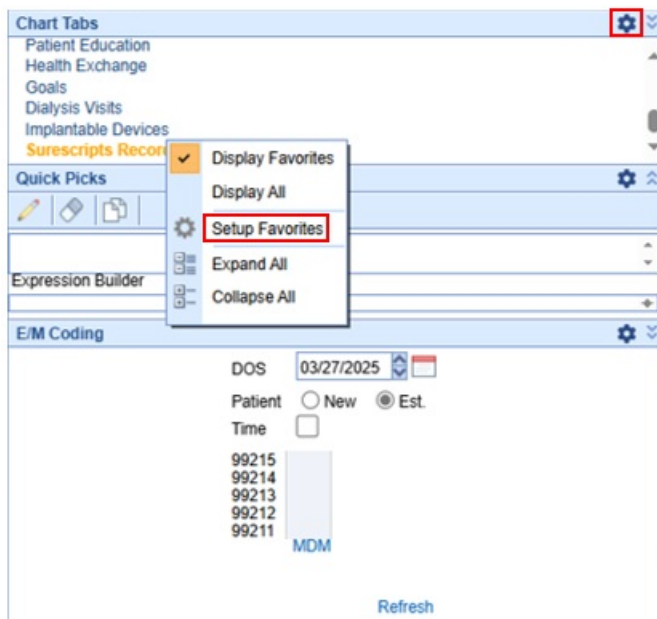 Chart Tabs
Patient Education
Health Exchange
Goals
Dialysis Visits
Implantable Devices
Surescripts Recor
Display Favorites
Display All
Setup Favorites
Expand All
Collapse All
Quick Picks
Expression Builder
E/M Coding
DOS 03/27/2025
Patient New Est.
Time
99215
99214
99213
99212
99211
MDM
Refresh